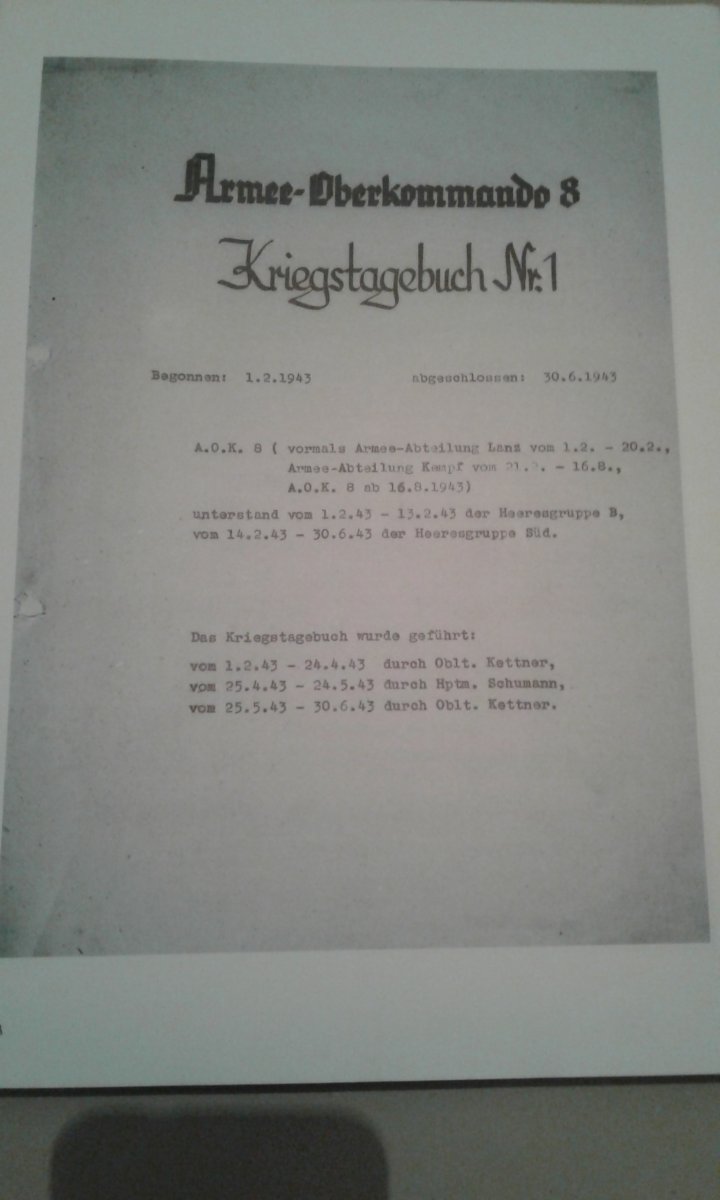 Armee-Oberkommando 8
Kriegstagebuch Nr.1
Begonnen: 1.2.1943 abgeschlossen: 30.6.1943
A.O.K. 8 ( vormals Armee-Abteilung Lanz vom 1.2. - 20.2.,
Armee-Abteilung Kempf vom 21.2. - 16.8.,
A.O.K. 8 ab 16.8.1943)
unterstand vom 1.2.43 - 13.2.43 der Heeresgruppe B,
vom 14.2.43 - 30.6.43 der Heeresgruppe Süd.
Das Kriegstagebuch wurde geführt:
vom 1.2.43 - 24.4.43 durch Oblt. Kettner,
vom 25.4.43 - 24.5.43 durch Hptm. Schumann,
vom 25.5.43 - 30.6.43 durch Oblt. Kettner.